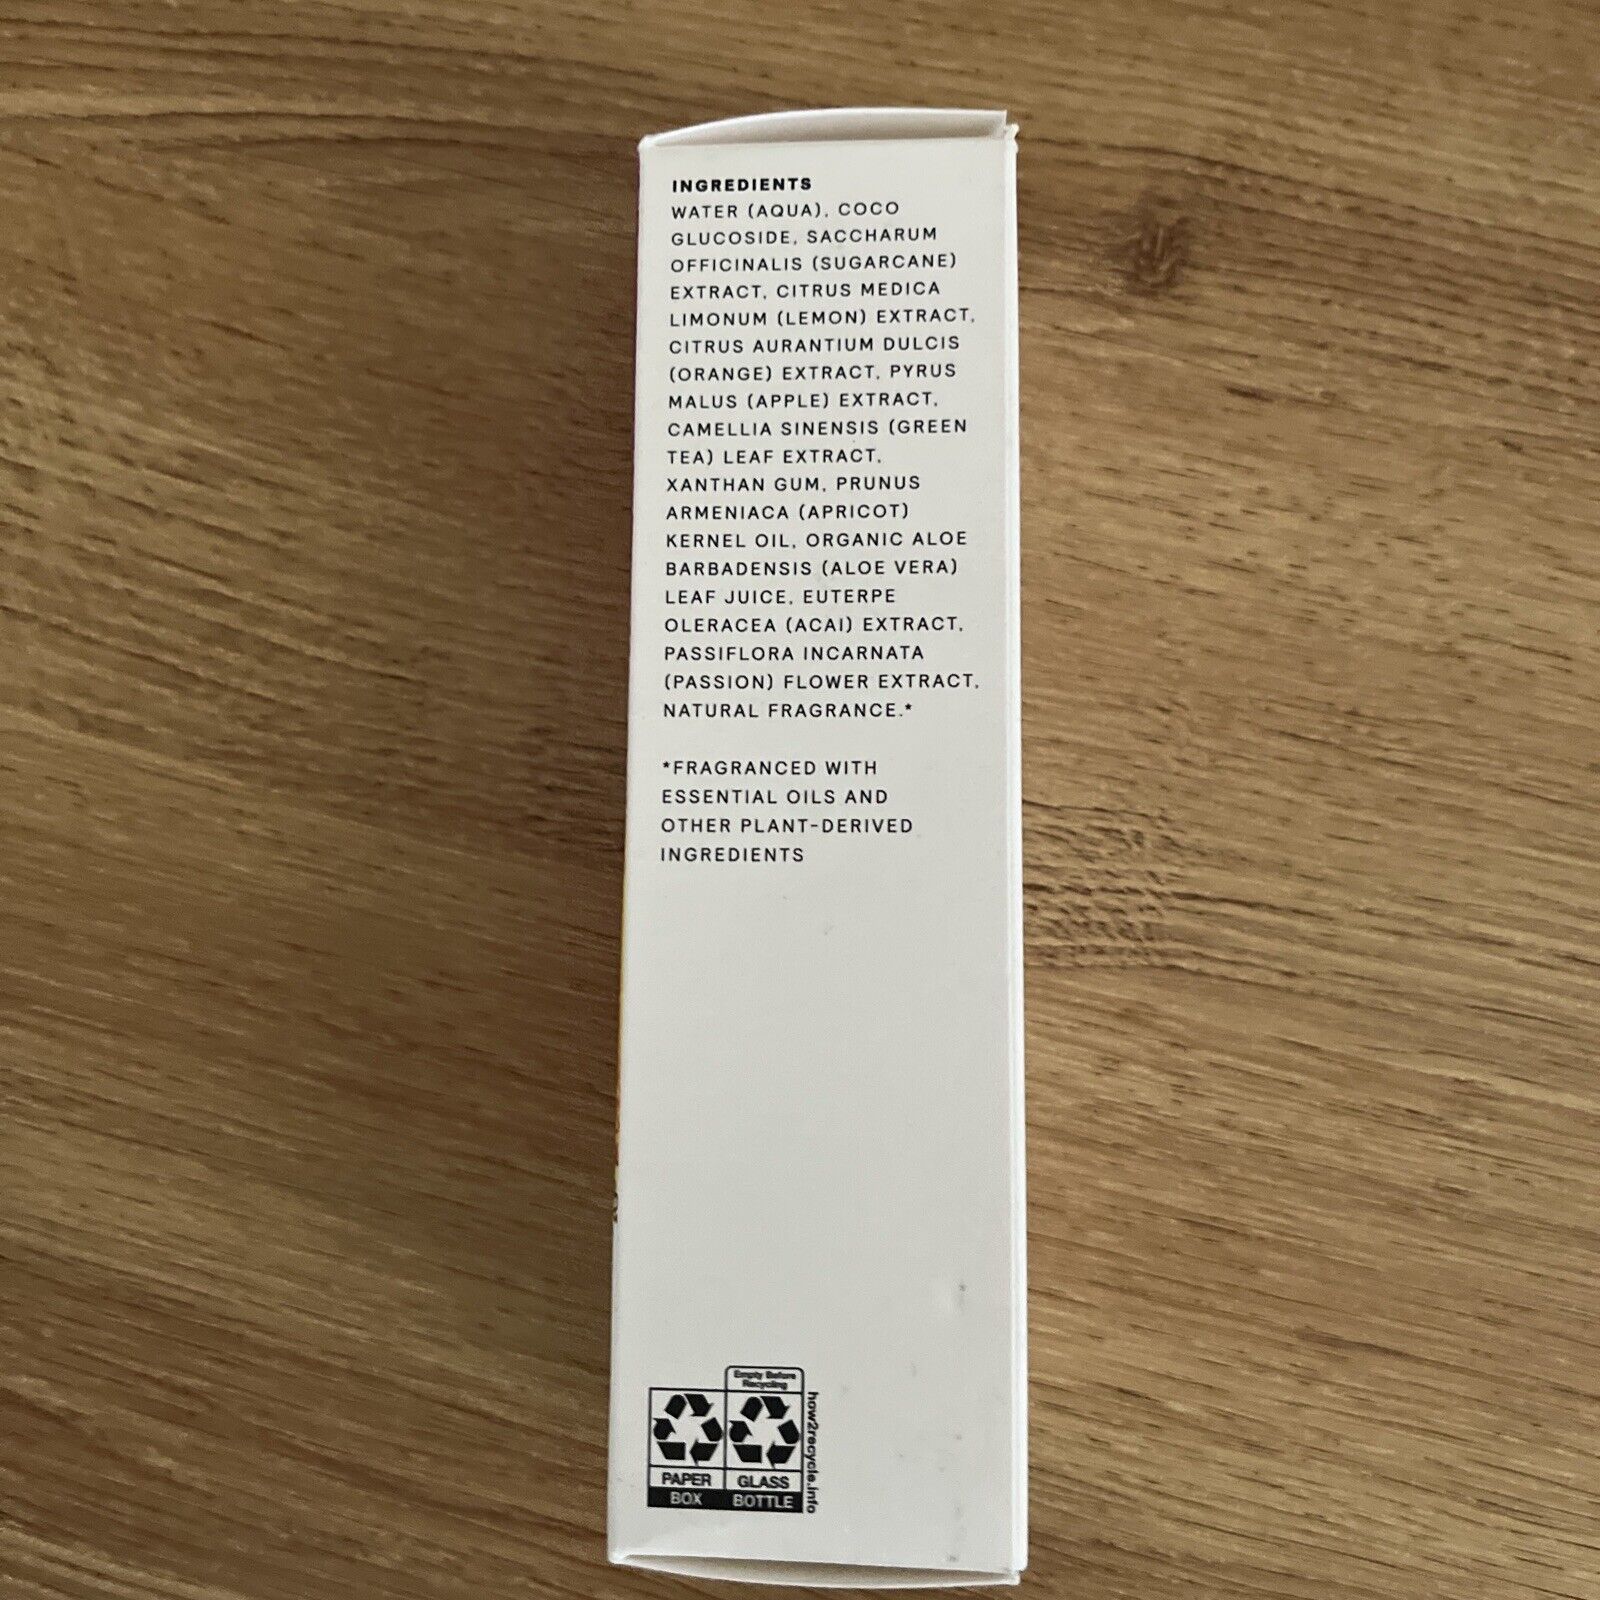 INGREDIENTS
WATER (AQUA), COCO
GLUCOSIDE, SACCHARUM
OFFICINALIS (SUGARCANE)
EXTRACT, CITRUS MEDICA
LIMONUM (LEMON) EXTRACT,
CITRUS AURANTIUM DULCIS
(ORANGE) EXTRACT, PYRUS
MALUS (APPLE) EXTRACT,
CAMELLIA SINENSIS (GREEN
TEA) LEAF EXTRACT,
XANTHAN GUM, PRUNUS
ARMENIACA (APRICOT)
KERNEL OIL, ORGANIC ALOE
BARBADENSIS (ALOE VERA)
LEAF JUICE, EUTERPE
OLERACEA (ACAI) EXTRACT,
PASSIFLORA INCARNATA
(PASSION) FLOWER EXTRACT,
NATURAL FRAGRANCE.*
*FRAGRANCED WITH
ESSENTIAL OILS AND
OTHER PLANT-DERIVED
INGREDIENTS
Empty Before
Recycling
PAPER
BOX
GLASS
BOTTLE
how2recycle.info